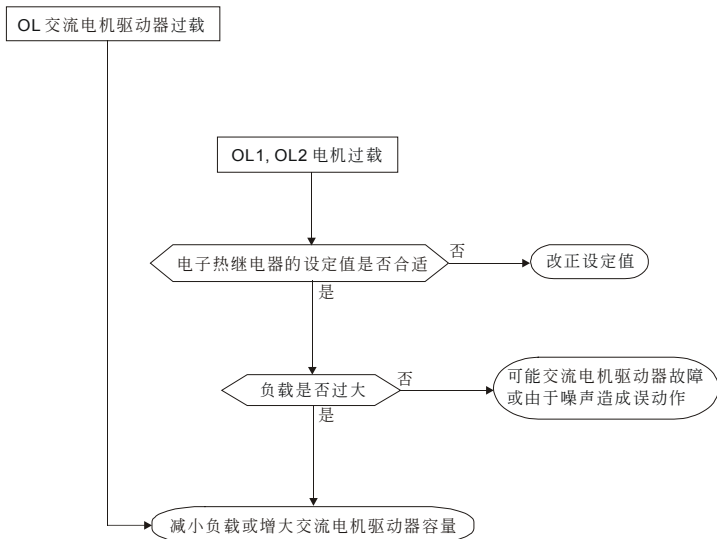 OL 交流电机驱动器过载
OL1, OL2 电机过载
电子热继电器的设定值是否合适
否
改正设定值
是
负载是否过大
否
可能交流电机驱动器故障
或由于噪声造成误动作
是
减小负载或增大交流电机驱动器容量